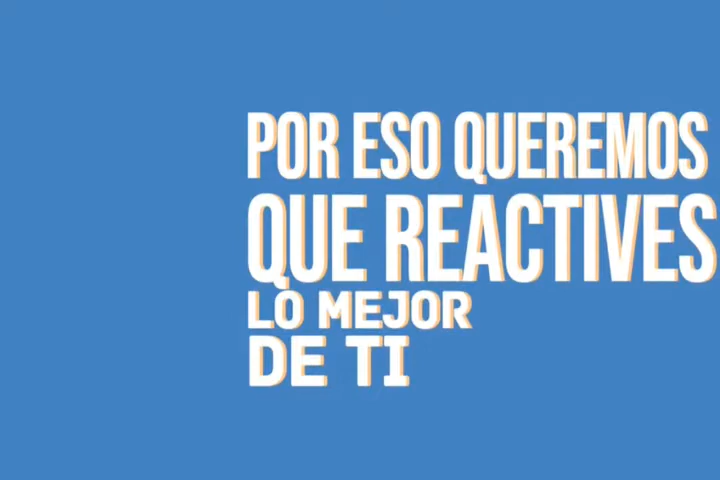 POR ESO QUEREMOS
QUE REACTIVES
LO MEJOR
DE TI